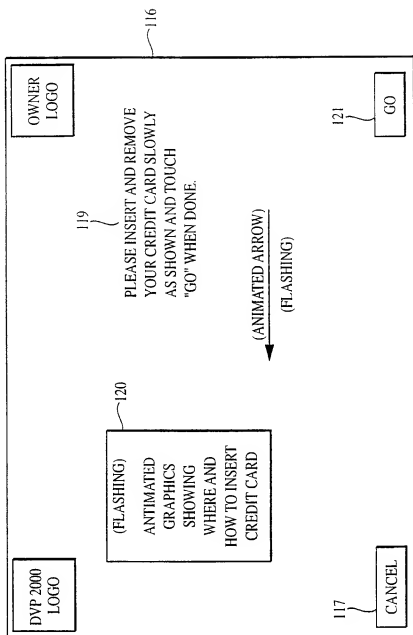 DVP 2000
LOGO
OWNER
LOGO
116
120
(FLASHING)
ANTIMATED
GRAPHICS
SHOWING
WHERE AND
HOW TO INSERT
CREDIT CARD
119
PLEASE INSERT AND REMOVE
YOUR CREDIT CARD SLOWLY
AS SHOWN AND TOUCH
"GO" WHEN DONE.
(ANIMATED ARROW)
(FLASHING)
117
CANCEL
121
GO